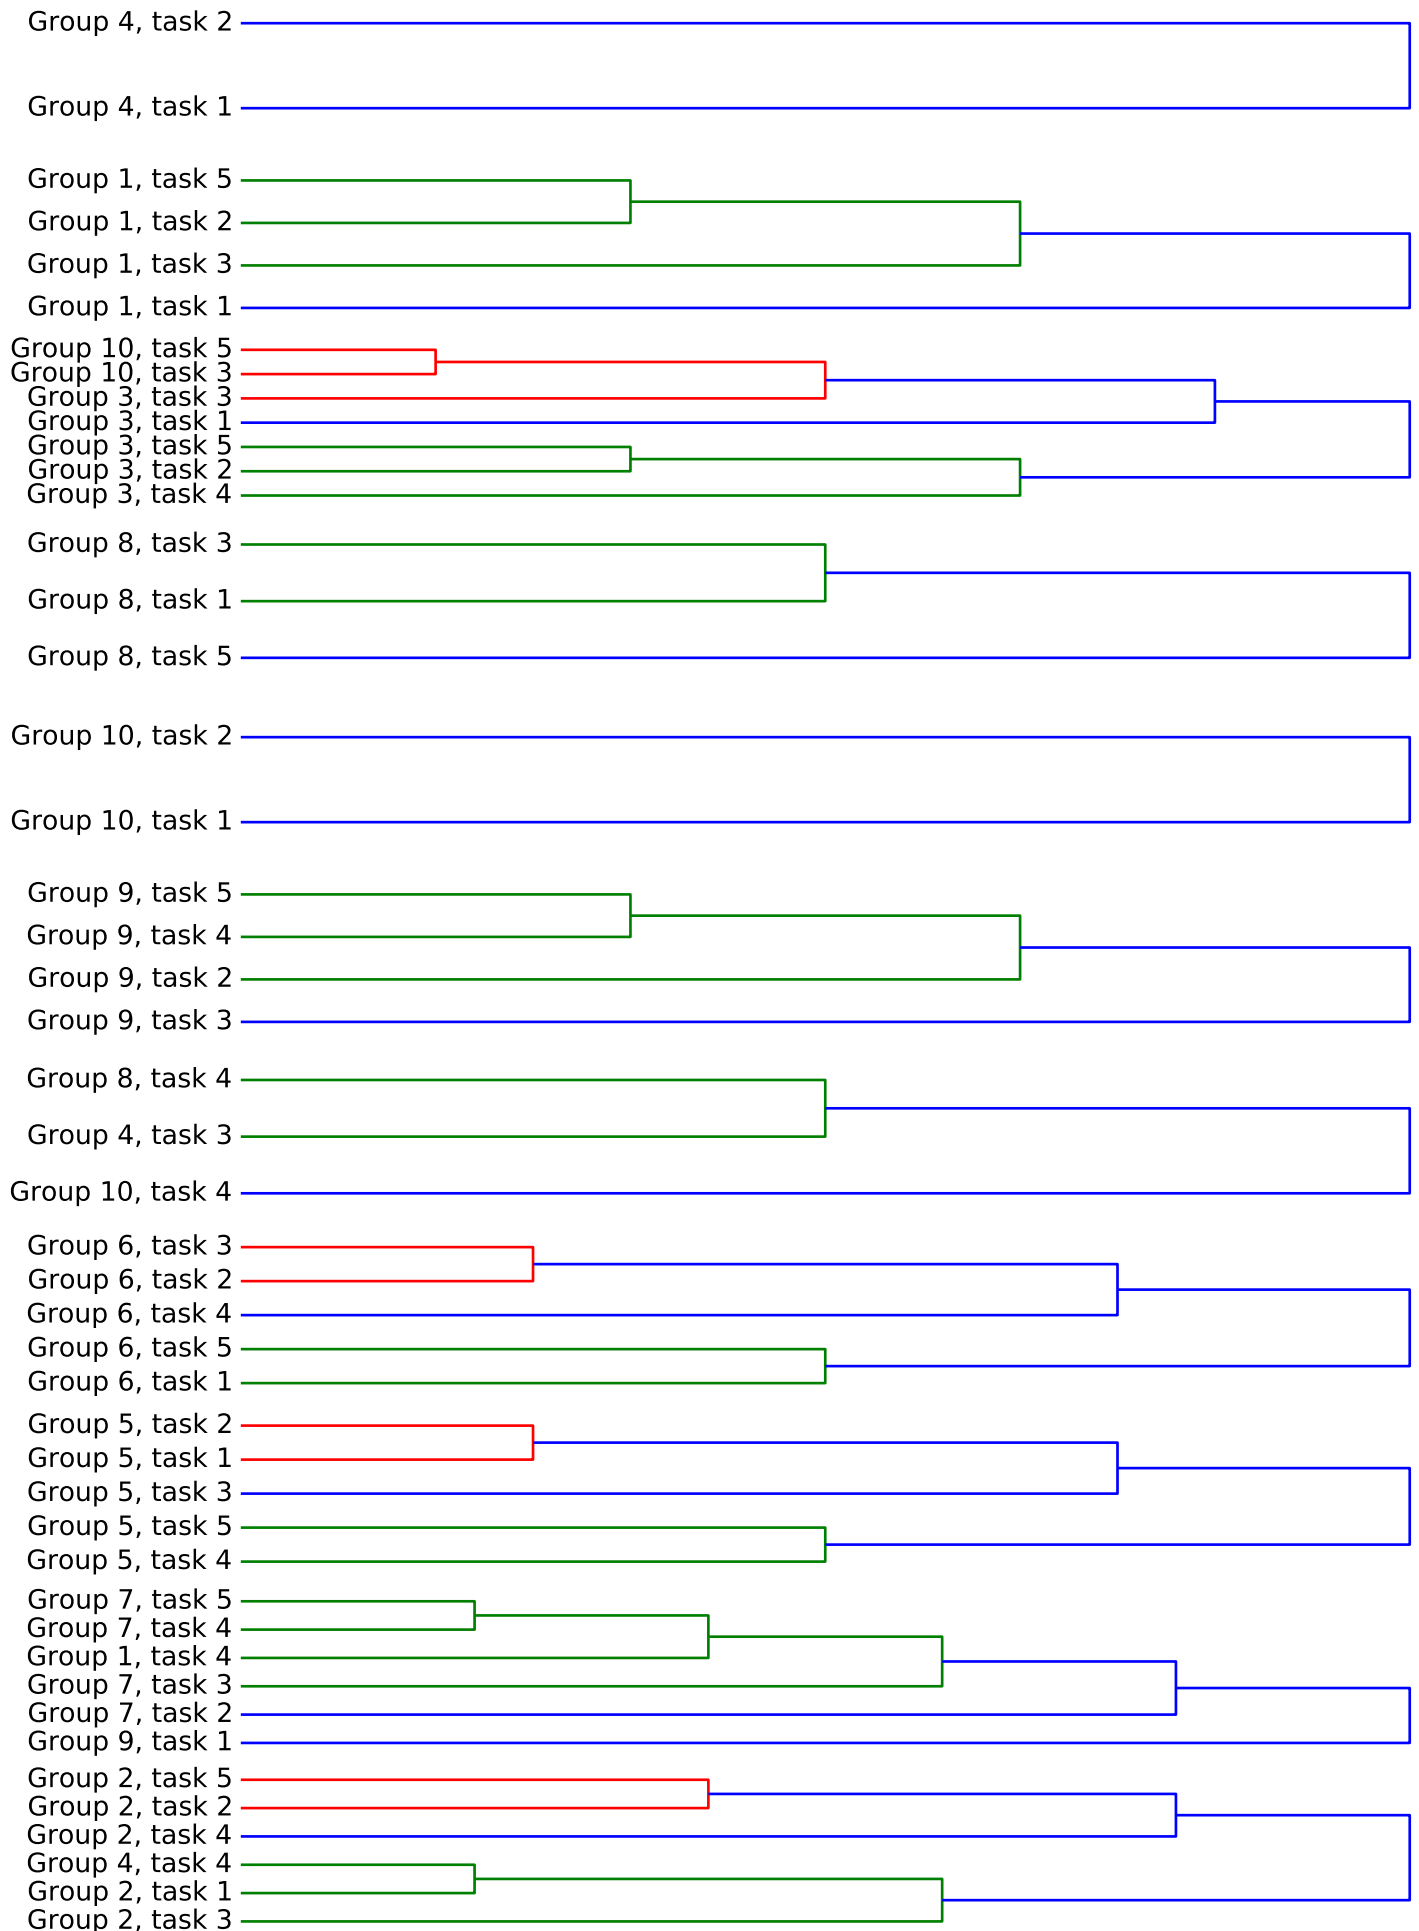 Group 4, task 2
Group 4, task 1
Group 1, task 5
Group 1, task 2
Group 1, task 3
Group 1, task 1
Group 10, task 5
Group 10, task 3
Group 3, task 3
Group 3, task 1
Group 3, task 5
Group 3, task 2
Group 3, task 4
Group 8, task 3
Group 8, task 1
Group 8, task 5
Group 10, task 2
Group 10, task 1
Group 9, task 5
Group 9, task 4
Group 9, task 2
Group 9, task 3
Group 8, task 4
Group 4, task 3
Group 10, task 4
Group 6, task 3
Group 6, task 2
Group 6, task 4
Group 6, task 5
Group 6, task 1
Group 5, task 2
Group 5, task 1
Group 5, task 3
Group 5, task 5
Group 5, task 4
Group 7, task 5
Group 7, task 4
Group 1, task 4
Group 7, task 3
Group 7, task 2
Group 9, task 1
Group 2, task 5
Group 2, task 2
Group 2, task 4
Group 4, task 4
Group 2, task 1
Group 2, task 3